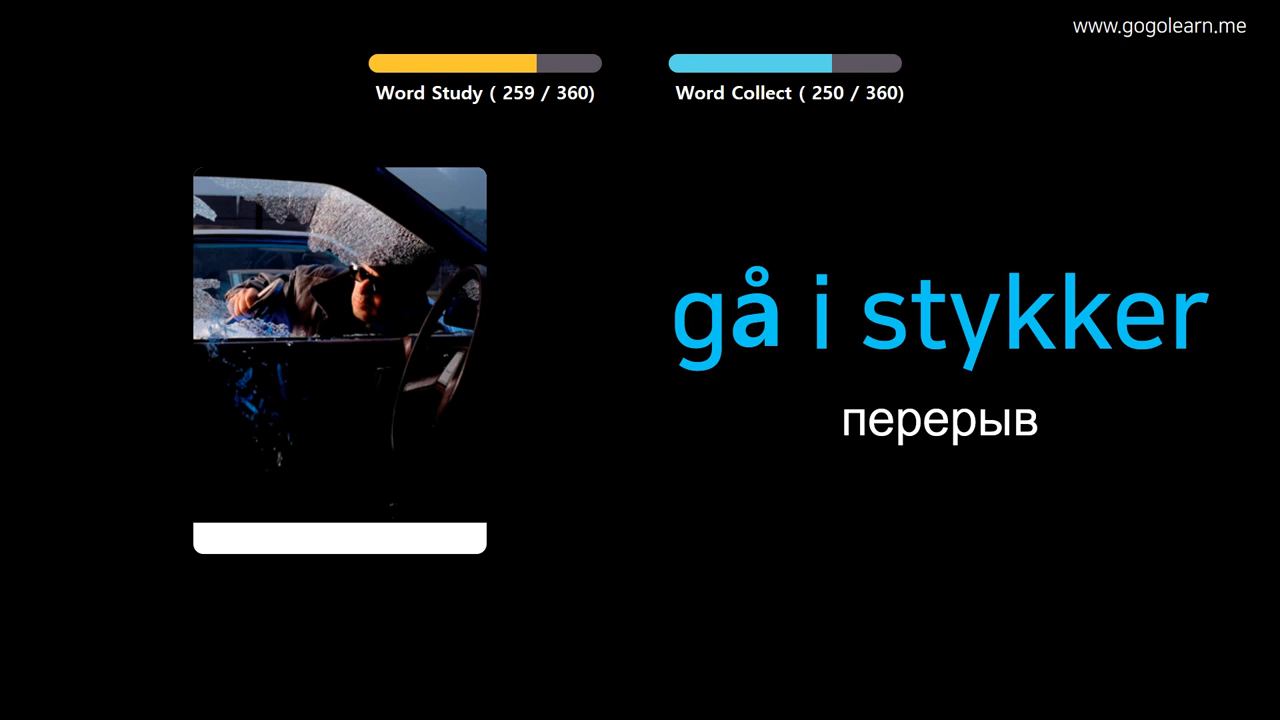 www.gogolearn.me
Word Study ( 259 / 360)
Word Collect ( 250 / 360)
gå i stykker
перерыв